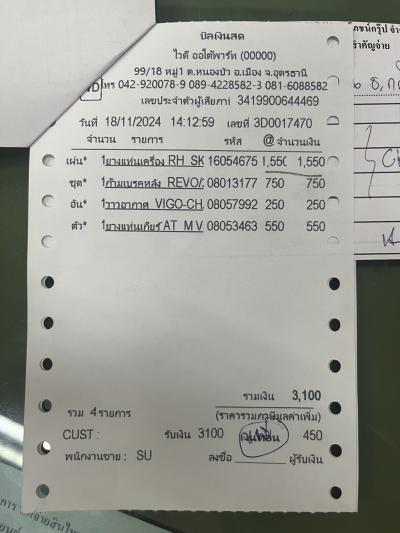 บิลเงินสด
ไวดี ออโต้พาร์ท (00000)
99/18 หมู่1 ต.หนองบัว อ.เมือง จ.อุดรธานี
โทร 042-920078-9 089-4228582-3 081-6088582
เลขประจำตัวผู้เสียภาษี 3419900644469
วันที่ 18/11/2024 14:12:59 เลขที่ 3D0017470
จำนวน รายการ รหัส @ จำนวนเงิน
เผ่น* 1ยางแท่นเครื่อง RH SK 16054675 1,550 1,550
ชุด* 1ก้ามเบรคหลัง REVO/ 08013177 750 750
อัน* 1วาวอากาศ VIGO-CH 08057992 250 250
ตัว* 1ยางแท่นเกียร์ AT M V 08053463 550 550
รวมเงิน 3,100
รวม 4 รายการ (ราคารวมภาษีมูลค่าเพิ่ม)
CUST : รับเงิน 3100 450
พนักงานขาย : SU ลงชื่อ ผู้รับเงิน